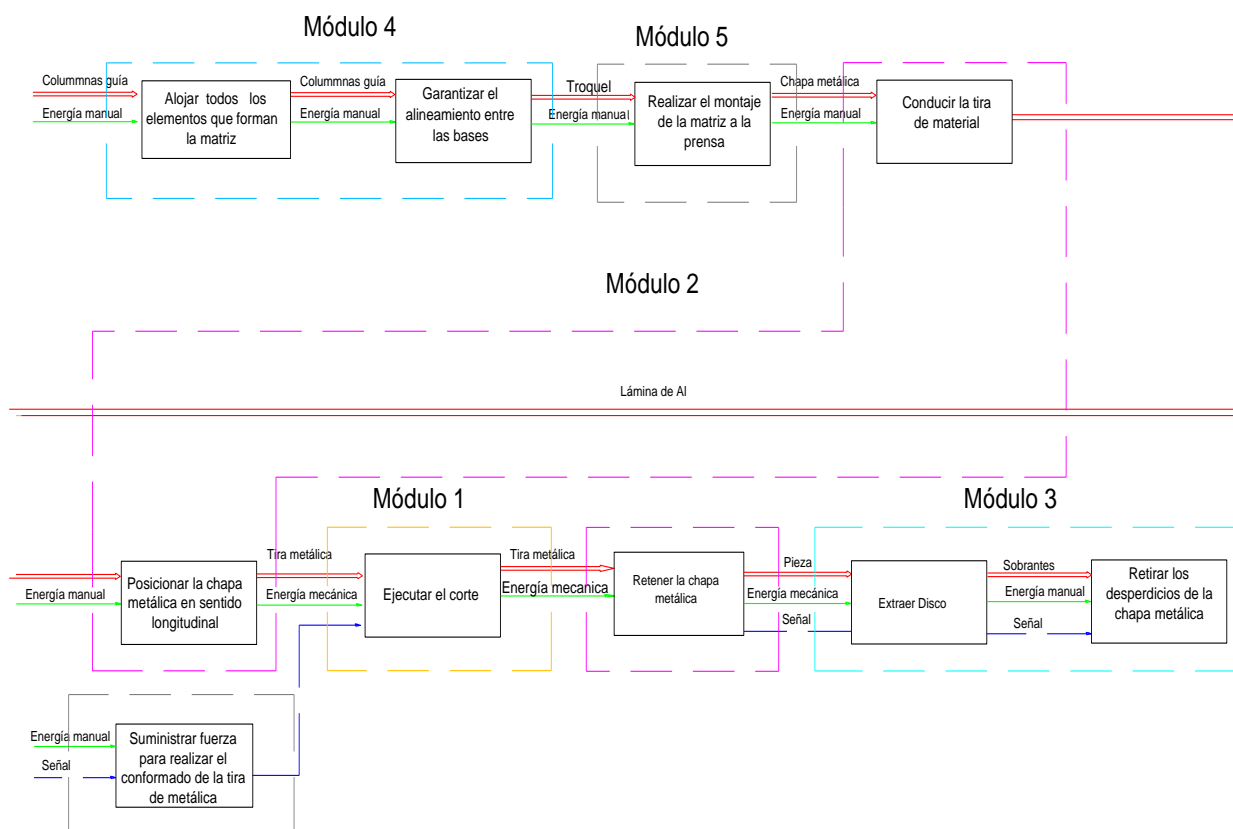 Módulo 4
Módulo 5
Colummnas guía
Energía manual
Alojar todos los
elementos que forman
la matriz
Colummnas guía
Energía manual
Garantizar el
alineamiento entre
las bases
Troquel
Energía manual
Realizar el montaje
de la matriz a la
prensa
Chapa metálica
Energía manual
Conducir la tira
de material
Módulo 2
Lámina de Al
Módulo 1
Módulo 3
Energía manual
Posicionar la chapa
metálica en sentido
longitudinal
Tira metálica
Energía mecánica
Ejecutar el corte
Tira metálica
Energía mecanica
Retener la chapa
metálica
Pieza
Energía mecánica
Señal
Extraer Disco
Sobrantes
Energía manual
Señal
Retirar los
desperdicios de la
chapa metálica
Energía manual
Señal
Suministrar fuerza
para realizar el
conformado de la tira
de metálica